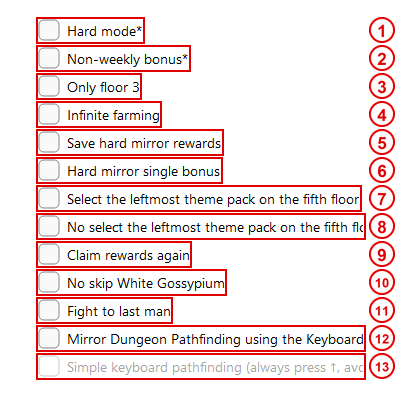 Hard mode* 1
Non-weekly bonus* 2
Only floor 3 3
Infinite farming 4
Save hard mirror rewards 5
Hard mirror single bonus 6
Select the leftmost theme pack on the fifth floor 7
No select the leftmost theme pack on the fifth flo 8
Claim rewards again 9
No skip White Gossypium 10
Fight to last man 11
Mirror Dungeon Pathfinding using the Keyboard 12
Simple keyboard pathfinding (always press ↑, avo 13